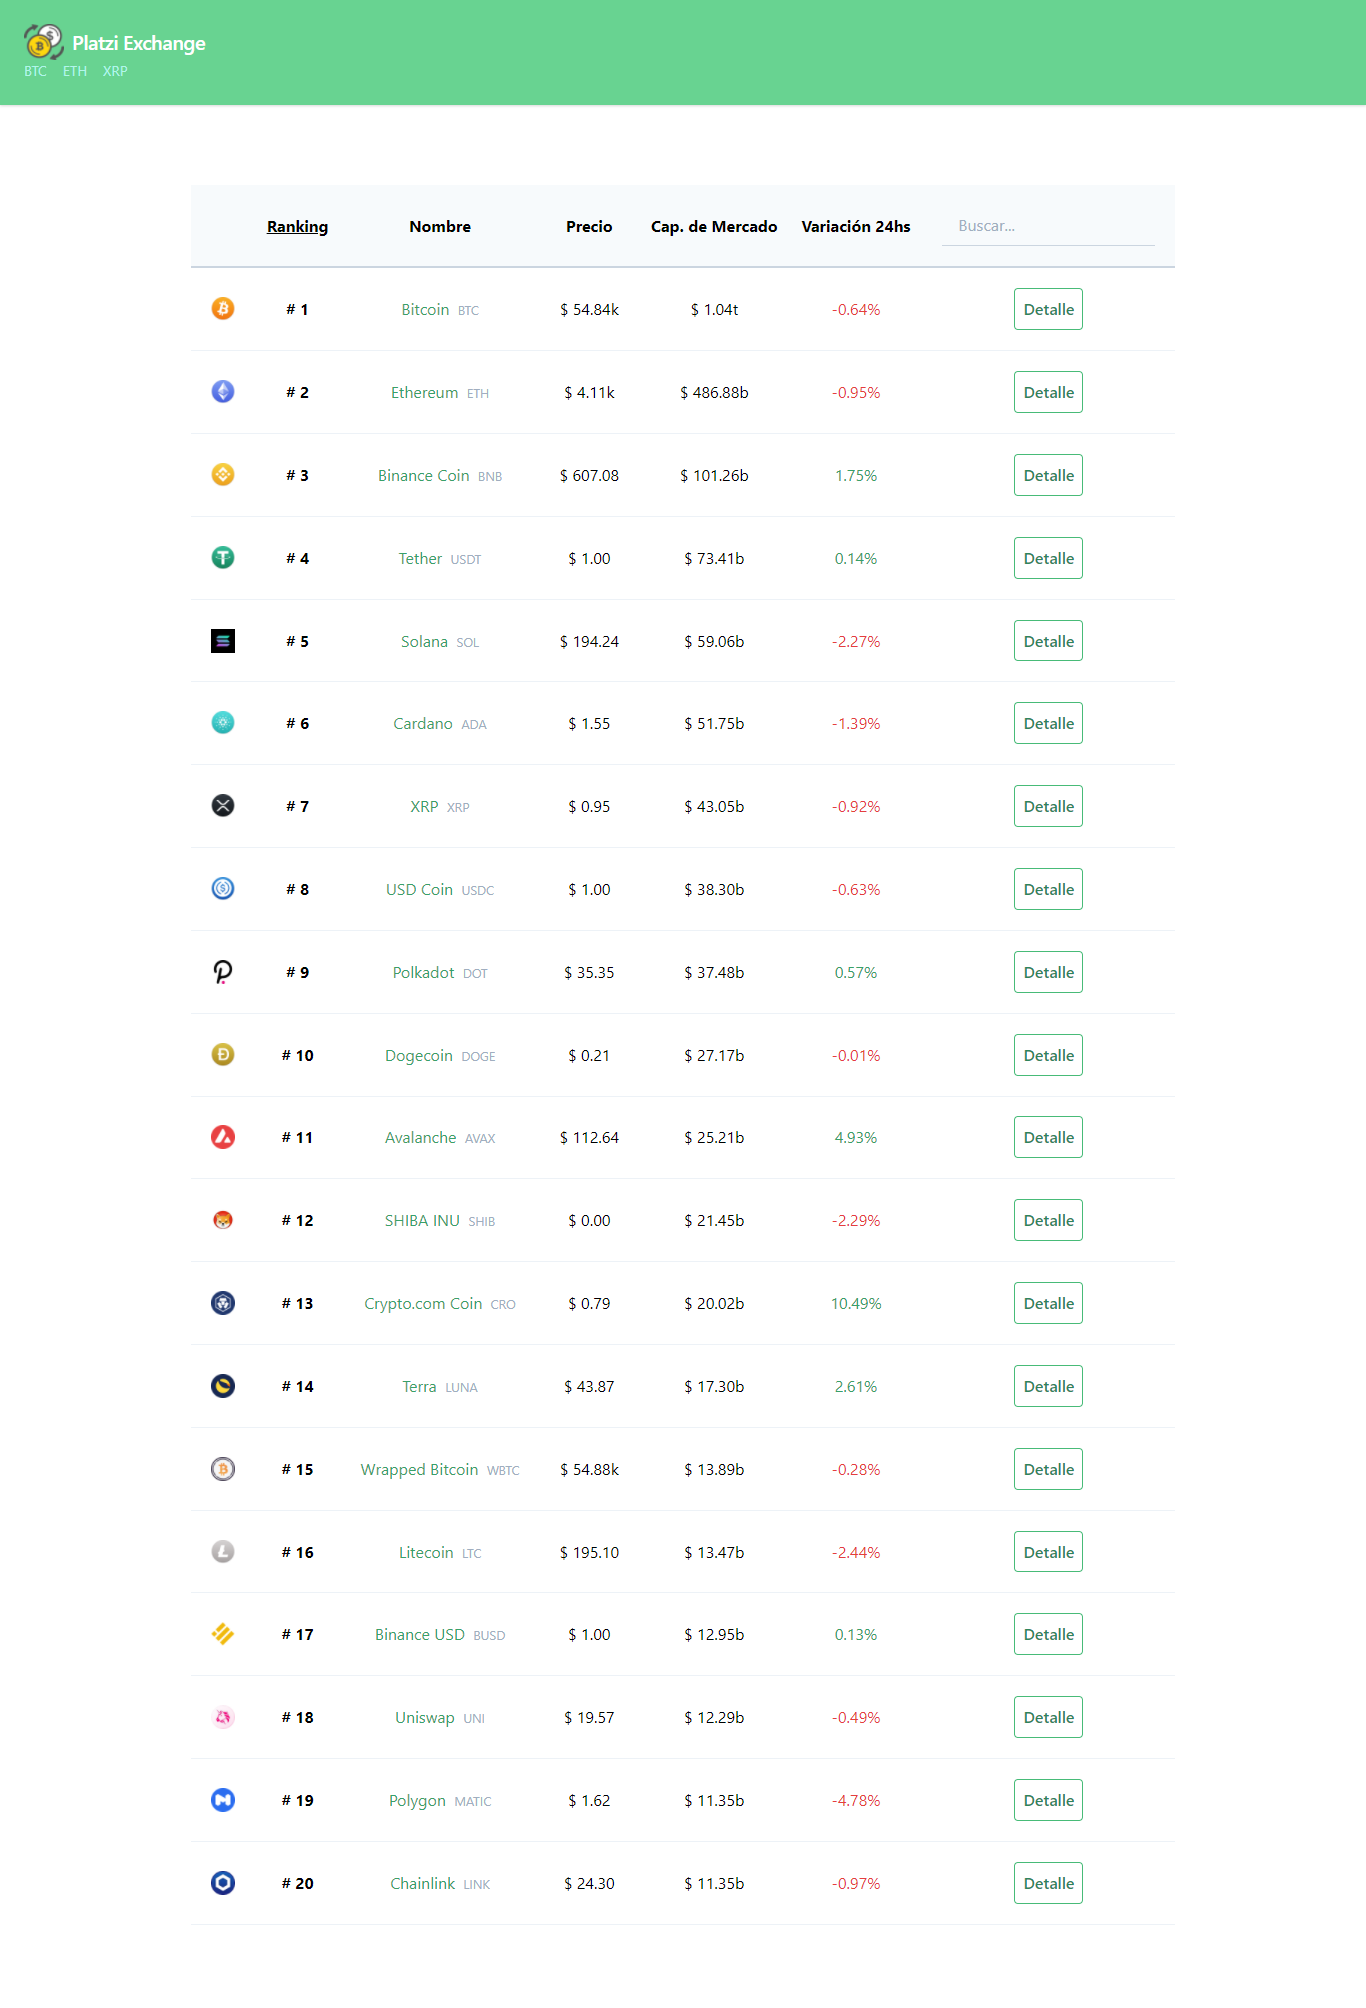 Platzi Exchange
BTC ETH XRP
Ranking Nombre Precio Cap. de Mercado Variación 24hs Buscar...
# 1 Bitcoin BTC $ 54.84k $ 1.04t -0.64% Detalle
# 2 Ethereum ETH $ 4.11k $ 486.88b -0.95% Detalle
# 3 Binance Coin BNB $ 607.08 $ 101.26b 1.75% Detalle
# 4 Tether USDT $ 1.00 $ 73.41b 0.14% Detalle
# 5 Solana SOL $ 194.24 $ 59.06b -2.27% Detalle
# 6 Cardano ADA $ 1.55 $ 51.75b -1.39% Detalle
# 7 XRP XRP $ 0.95 $ 43.05b -0.92% Detalle
# 8 USD Coin USDC $ 1.00 $ 38.30b -0.63% Detalle
# 9 Polkadot DOT $ 35.35 $ 37.48b 0.57% Detalle
# 10 Dogecoin DOGE $ 0.21 $ 27.17b -0.01% Detalle
# 11 Avalanche AVAX $ 112.64 $ 25.21b 4.93% Detalle
# 12 SHIBA INU SHIB $ 0.00 $ 21.45b -2.29% Detalle
# 13 Crypto.com Coin CRO $ 0.79 $ 20.02b 10.49% Detalle
# 14 Terra LUNA $ 43.87 $ 17.30b 2.61% Detalle
# 15 Wrapped Bitcoin WBTC $ 54.88k $ 13.89b -0.28% Detalle
# 16 Litecoin LTC $ 195.10 $ 13.47b -2.44% Detalle
# 17 Binance USD BUSD $ 1.00 $ 12.95b 0.13% Detalle
# 18 Uniswap UNI $ 19.57 $ 12.29b -0.49% Detalle
# 19 Polygon MATIC $ 1.62 $ 11.35b -4.78% Detalle
# 20 Chainlink LINK $ 24.30 $ 11.35b -0.97% Detalle